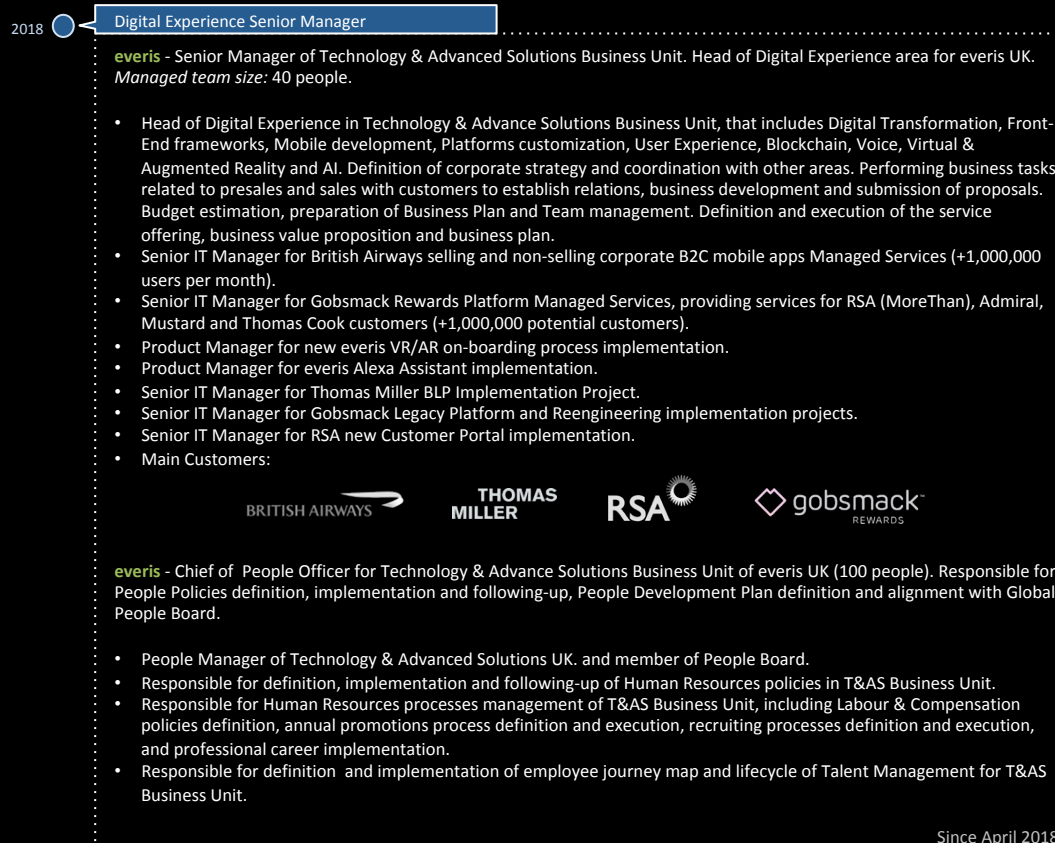 Digital Experience Senior Manager
2018
everis - Senior Manager of Technology & Advanced Solutions Business Unit. Head of Digital Experience area for everis UK.
Managed team size: 40 people.
• Head of Digital Experience in Technology & Advance Solutions Business Unit, that includes Digital Transformation, Front-
End frameworks, Mobile development, Platforms customization, User Experience, Blockchain, Voice, Virtual &
Augmented Reality and AI. Definition of corporate strategy and coordination with other areas. Performing business tasks
related to presales and sales with customers to establish relations, business development and submission of proposals.
Budget estimation, preparation of Business Plan and Team management. Definition and execution of the service
offering, business value proposition and business plan.
• Senior IT Manager for British Airways selling and non-selling corporate B2C mobile apps Managed Services (+1,000,000
users per month).
• Senior IT Manager for Gobsmack Rewards Platform Managed Services, providing services for RSA (MoreThan), Admiral,
Mustard and Thomas Cook customers (+1,000,000 potential customers).
• Product Manager for new everis VR/AR on-boarding process implementation.
• Product Manager for everis Alexa Assistant implementation.
• Senior IT Manager for Thomas Miller BLP Implementation Project.
• Senior IT Manager for Gobsmack Legacy Platform and Reengineering implementation projects.
• Senior IT Manager for RSA new Customer Portal implementation.
• Main Customers:
BRITISH AIRWAYS
THOMAS
MILLER
RSA
gobsmack
REWARDS
everis - Chief of  People Officer for Technology & Advance Solutions Business Unit of everis UK (100 people). Responsible for
People Policies definition, implementation and following-up, People Development Plan definition and alignment with Global
People Board.
• People Manager of Technology & Advanced Solutions UK. and member of People Board.
• Responsible for definition, implementation and following-up of Human Resources policies in T&AS Business Unit.
• Responsible for Human Resources processes management of T&AS Business Unit, including Labour & Compensation
policies definition, annual promotions process definition and execution, recruiting processes definition and execution,
and professional career implementation.
• Responsible for definition  and implementation of employee journey map and lifecycle of Talent Management for T&AS
Business Unit.
Since April 2018